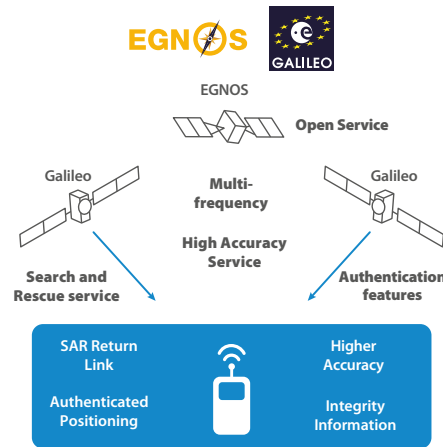 EGNOS
GALILEO
EGNOS
Open Service
Galileo
Galileo
Multi-
frequency
High Accuracy
Service
Search and
Rescue service
Authentication
features
SAR Return
Link
Higher
Accuracy
Authenticated
Positioning
Integrity
Information